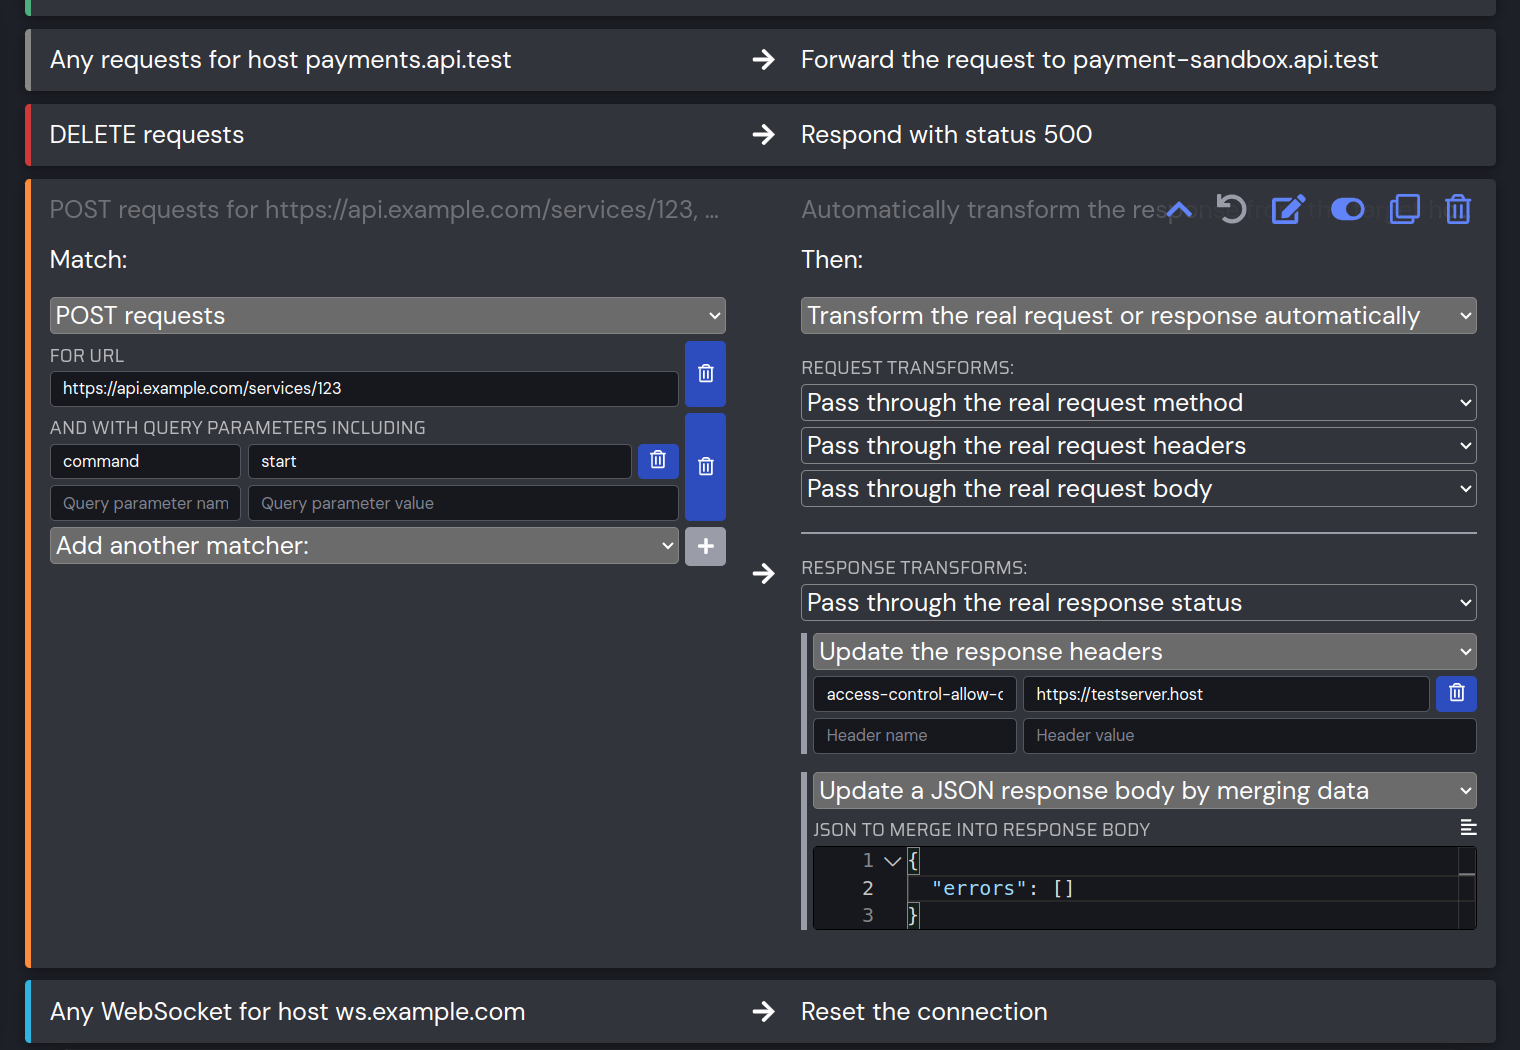 Any requests for host payments.api.test → Forward the request to payment-sandbox.api.test
DELETE requests → Respond with status 500
POST requests for https://api.example.com/services/123, ...
Automatically transform the
Match:
POST requests
FOR URL
https://api.example.com/services/123
AND WITH QUERY PARAMETERS INCLUDING
command start
Query parameter nam Query parameter value
Add another matcher:
→
Then:
Transform the real request or response automatically
REQUEST TRANSFORMS:
Pass through the real request method
Pass through the real request headers
Pass through the real request body
RESPONSE TRANSFORMS:
Pass through the real response status
Update the response headers
access-control-allow-o https://testserver.host
Header name Header value
Update a JSON response body by merging data
JSON TO MERGE INTO RESPONSE BODY
1 {
2 "errors": []
3 }
Any WebSocket for host ws.example.com → Reset the connection